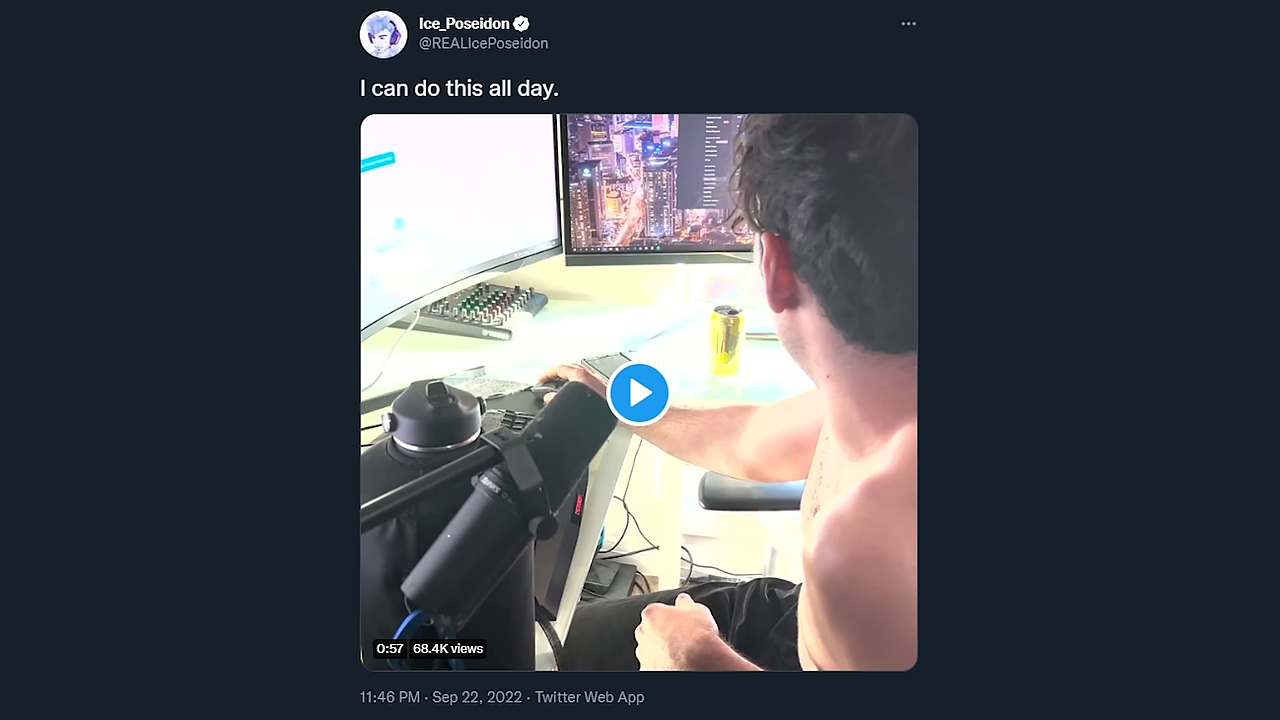 Ice_Poseidon
@REALIcePoseidon
I can do this all day.
0:57 68.4K views
11:46 PM · Sep 22, 2022 · Twitter Web App